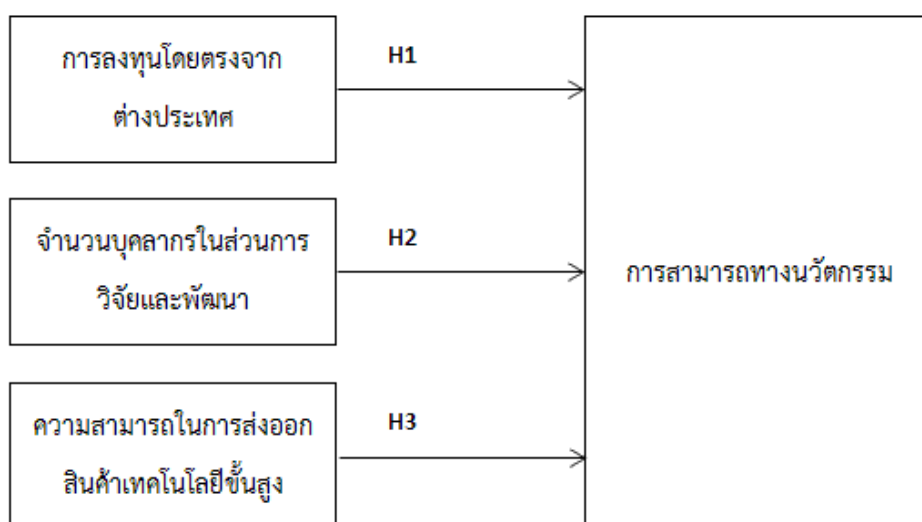 การลงทุนโดยตรงจาก
ต่างประเทศ
H1
จำนวนบุคลากรในส่วนการ
วิจัยและพัฒนา
H2
การสามารถทางนวัตกรรม
ความสามารถในการส่งออก
สินค้าเทคโนโลยีขั้นสูง
H3